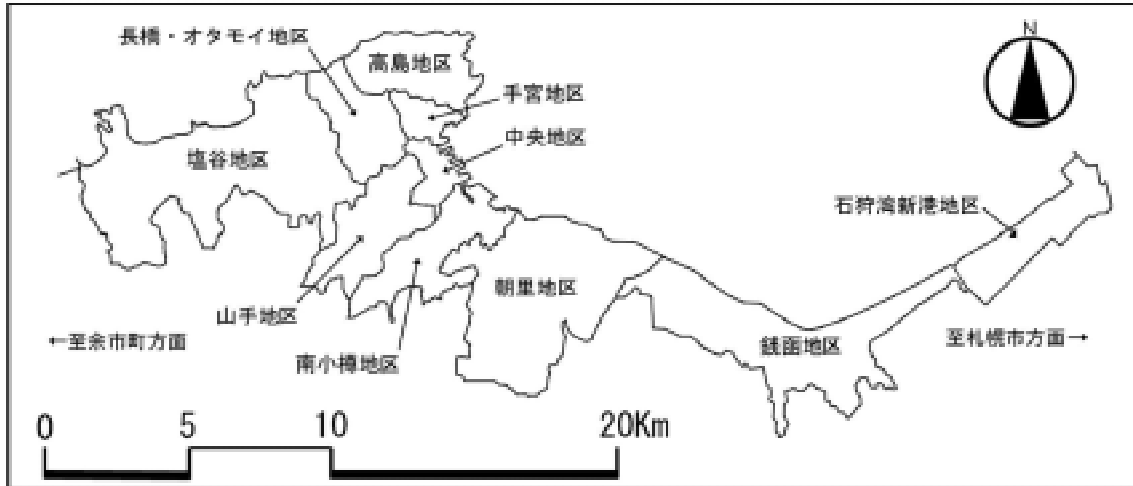 長橋・オタモイ地区
高島地区
N
手宮地区
中央地区
塩谷地区
石狩湾新港地区
朝里地区
山手地区
←至余市町方面
南小樽地区
銭函地区
至札幌市方面→
0
5
10
20Km